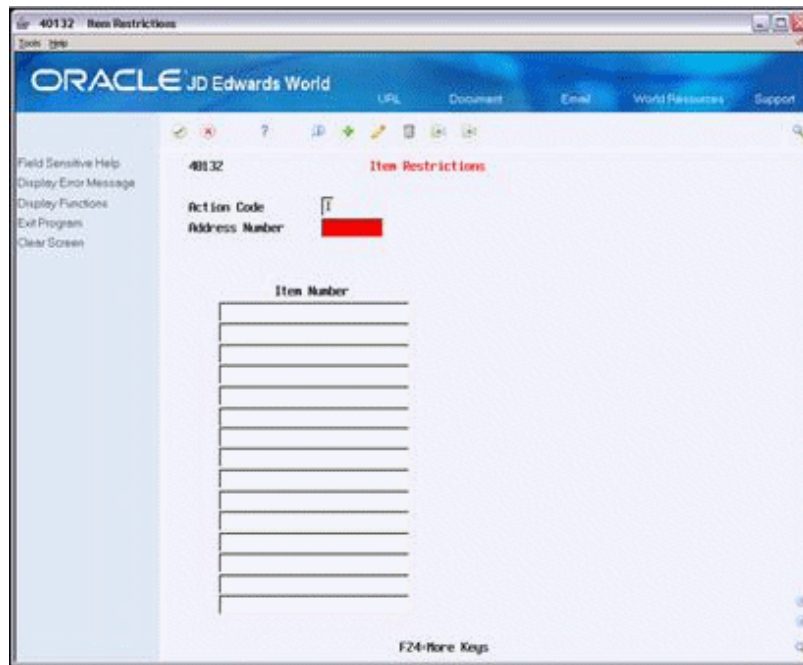 40132 Item Restrictions
Tools Help
ORACLE JD Edwards World
URL Document Email World Resources Support
Field Sensitive Help
Display Error Message
Display Functions
Exit Program
Clear Screen
40132 Item Restrictions
Action Code I
Address Number
Item Number
F24=More Keys